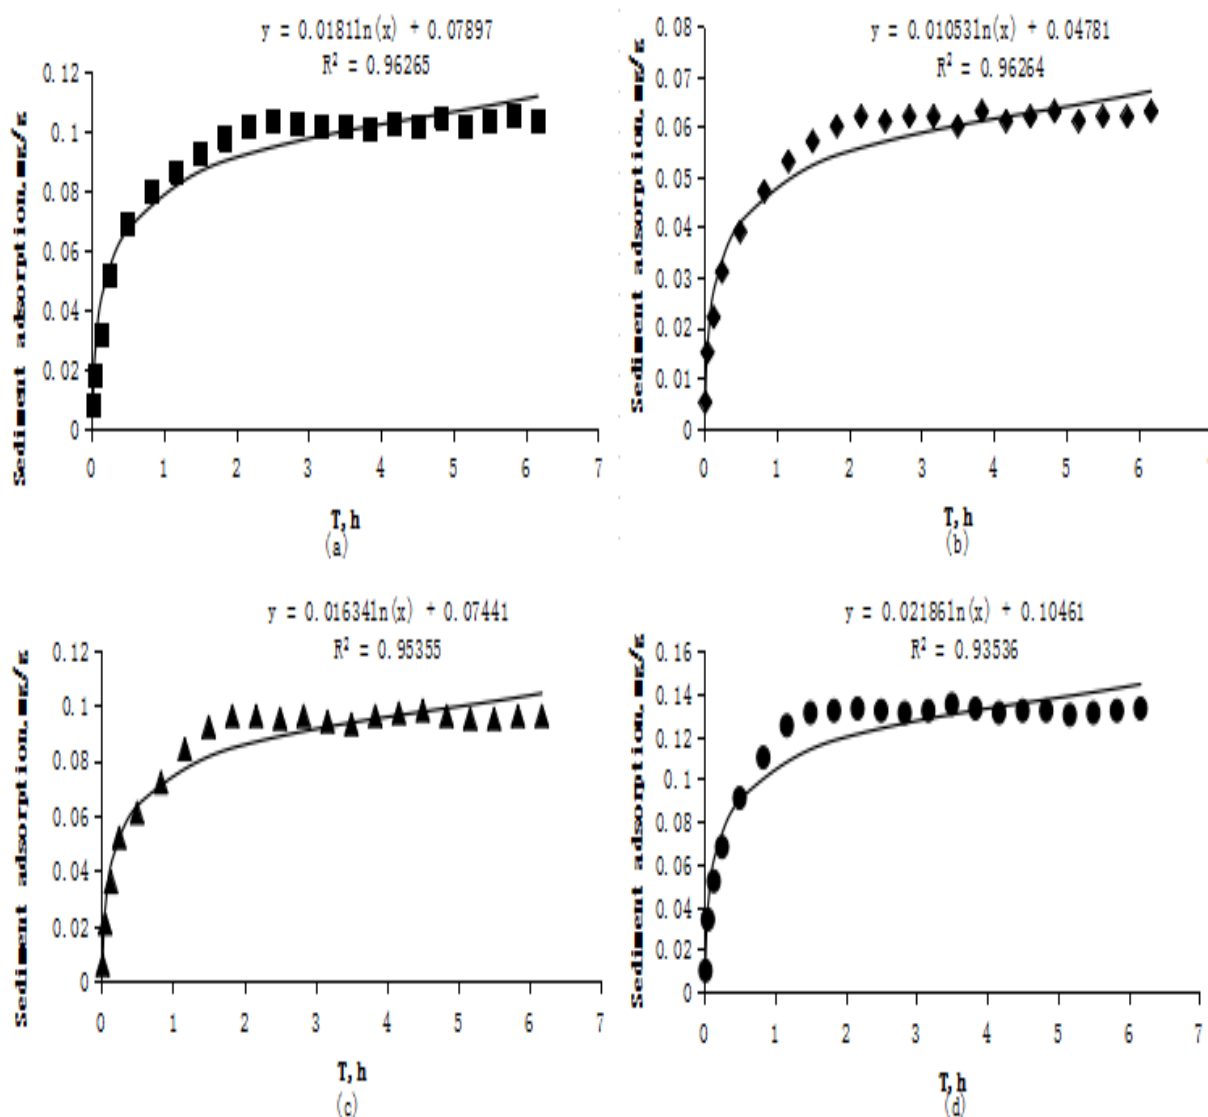 y = 0.0181ln(x) + 0.07897
R² = 0.96265
Sediment adsorption,mg/g
0.12
0.1
0.08
0.06
0.04
0.02
0
0 1 2 3 4 5 6 7
T,h
(a)
y = 0.01053ln(x) + 0.04781
R² = 0.96264
Sediment adsorption,mg/g
0.08
0.07
0.06
0.05
0.04
0.03
0.02
0.01
0
0 1 2 3 4 5 6
T,h
(b)
y = 0.01634ln(x) + 0.07441
R² = 0.95355
Sediment adsorption,mg/g
0.12
0.1
0.08
0.06
0.04
0.02
0
0 1 2 3 4 5 6 7
T,h
(c)
y = 0.02186ln(x) + 0.10461
R² = 0.93536
Sediment adsorption,mg/g
0.16
0.14
0.12
0.1
0.08
0.06
0.04
0.02
0
0 1 2 3 4 5 6 7
T,h
(d)